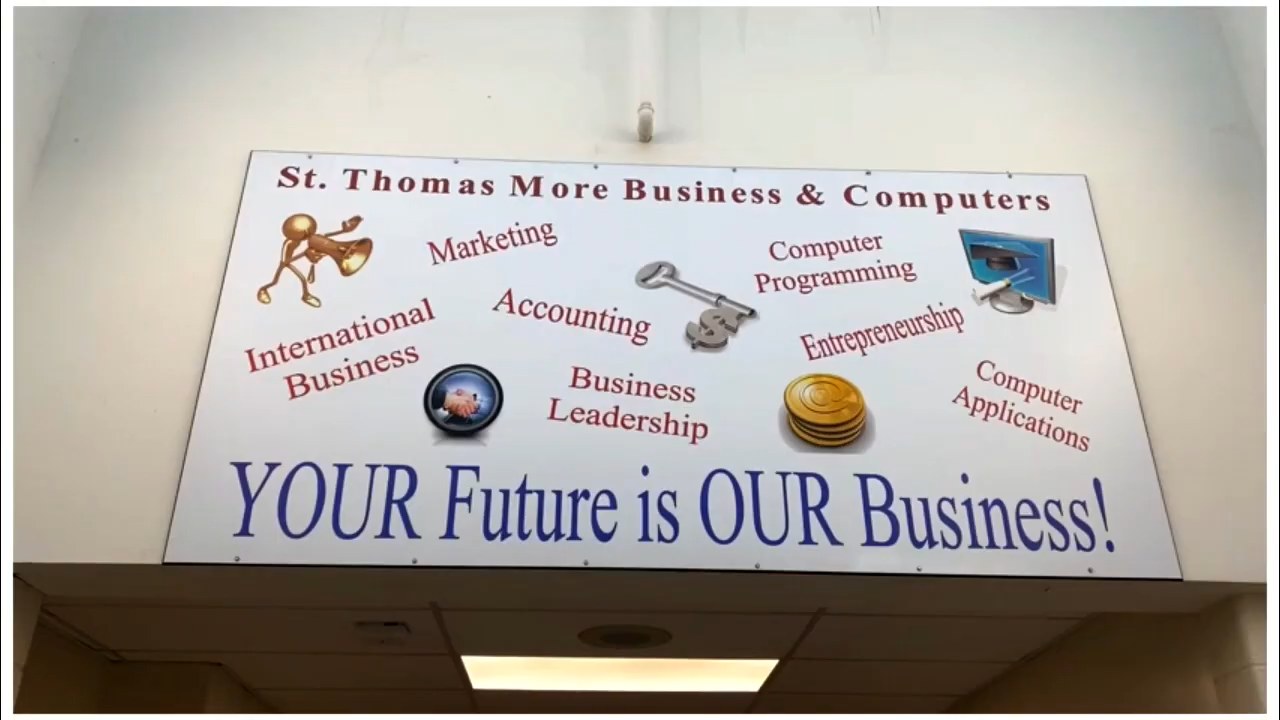 St. Thomas More Business & Computers
Marketing
Computer
Programming
International
Business
Accounting
Entrepreneurship
Business
Leadership
Computer
Applications
YOUR Future is OUR Business!